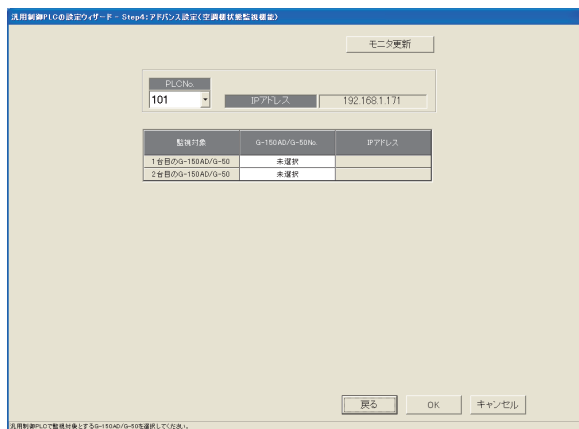 汎用制御PLCの設定ウィザード - Step4:アドバンス設定(空調機状態監視機能)
モニタ更新
PLCNo.
101
IPアドレス
192.168.1.171
監視対象 G-150AD/G-50No. IPアドレス
1台目のG-150AD/G-50 未選択
2台目のG-150AD/G-50 未選択
戻る OK キャンセル
汎用制御PLCで監視対象とするG-150AD/G-50を選択してください。